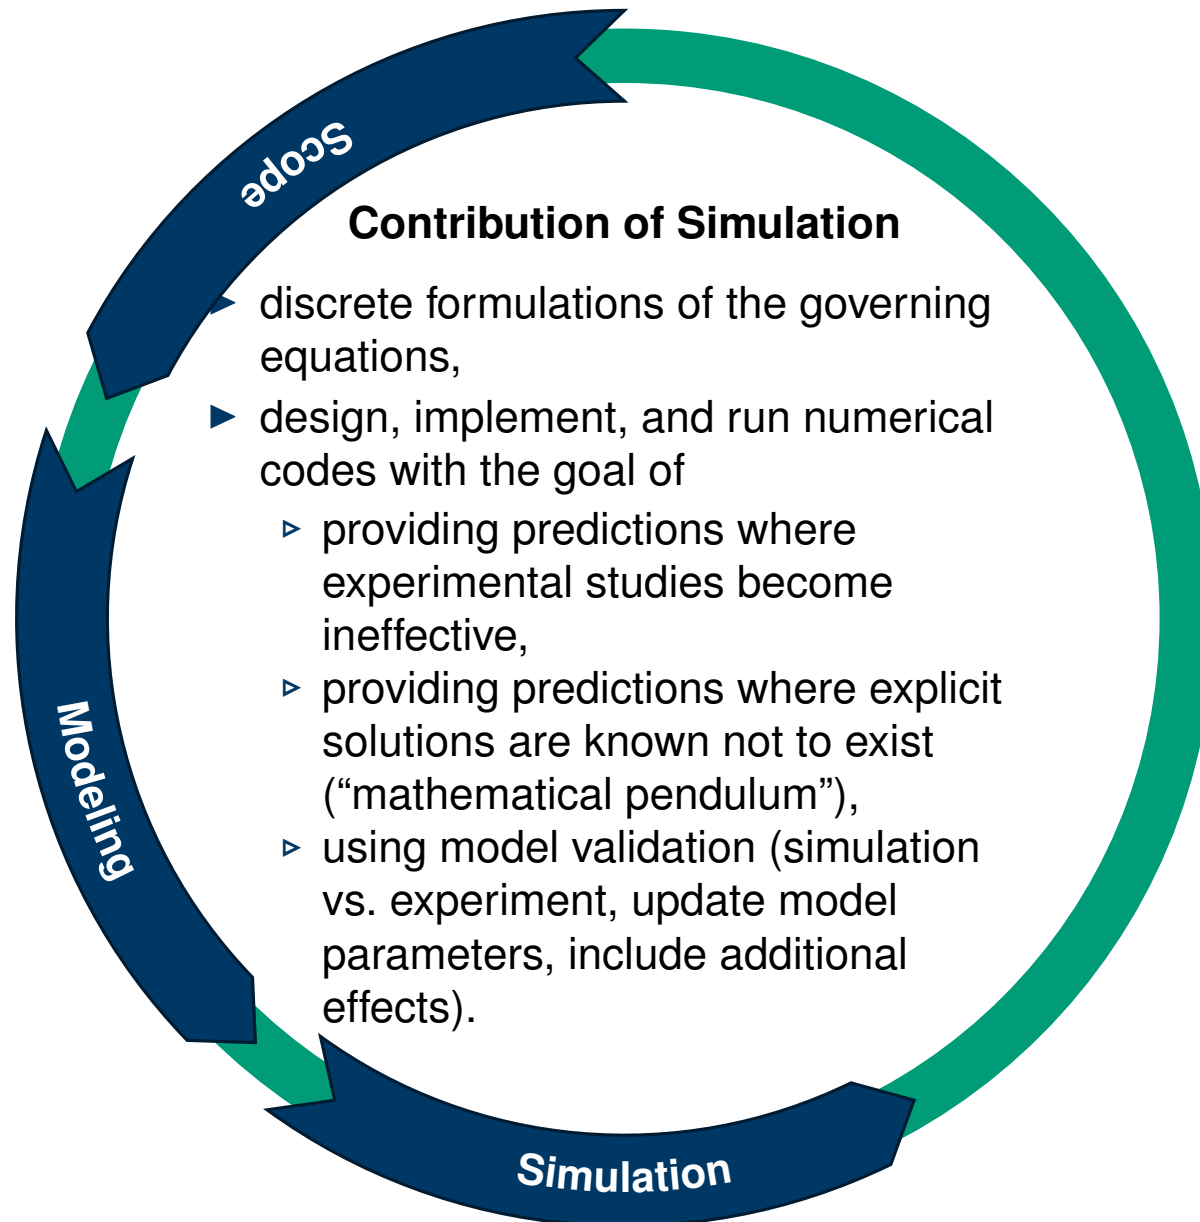 Scope
Contribution of Simulation
discrete formulations of the governing
equations,
design, implement, and run numerical
codes with the goal of
providing predictions where
experimental studies become
ineffective,
providing predictions where explicit
solutions are known not to exist
(“mathematical pendulum”),
using model validation (simulation
vs. experiment, update model
parameters, include additional
effects).
Modeling
Simulation